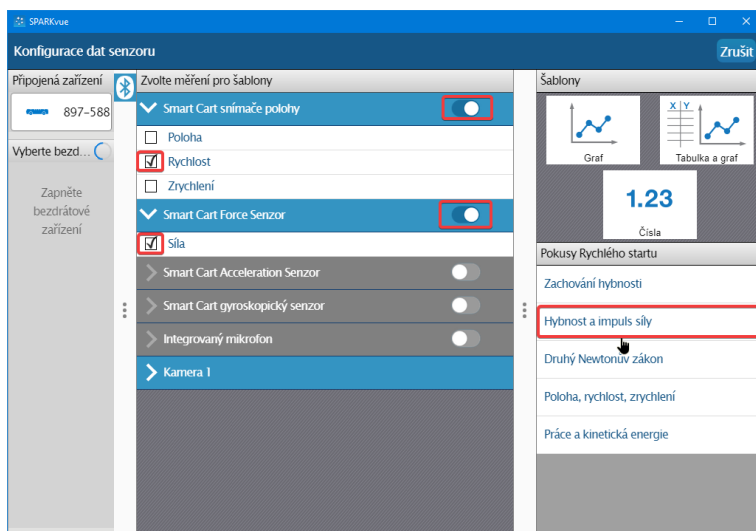 SPARKvue
Konfigurace dat senzoru
Zrušit
Připojená zařízení
897-588
Vyberte bezd...
Zapněte
bezdrátové
zařízení
Zvolte měření pro šablony
Smart Cart snímače polohy
Poloha
Rychlost
Zrychlení
Smart Cart Force Senzor
Síla
Smart Cart Acceleration Senzor
Smart Cart gyroskopický senzor
Integrovaný mikrofon
Kamera 1
Šablony
Graf
X Y
Tabulka a graf
1.23
Čísla
Pokusy Rychlého startu
Zachování hybnosti
Hybnost a impuls síly
Druhý Newtonův zákon
Poloha, rychlost, zrychlení
Práce a kinetická energie